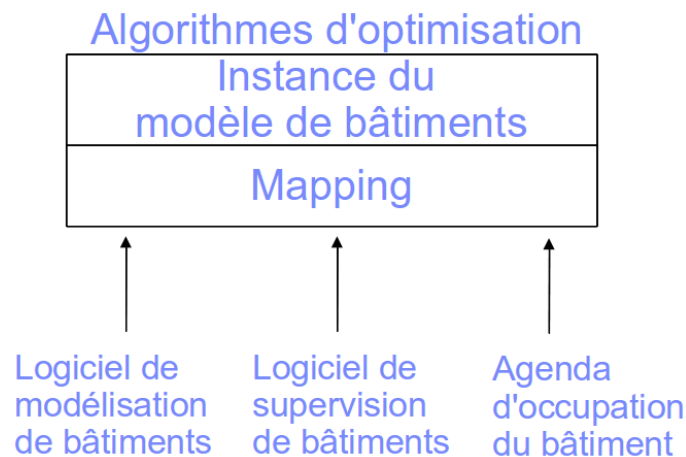 Algorithmes d'optimisation
Instance du
modèle de bâtiments
Mapping
Logiciel de
modélisation
de bâtiments
Logiciel de
supervision
de bâtiments
Agenda
d'occupation
du bâtiment